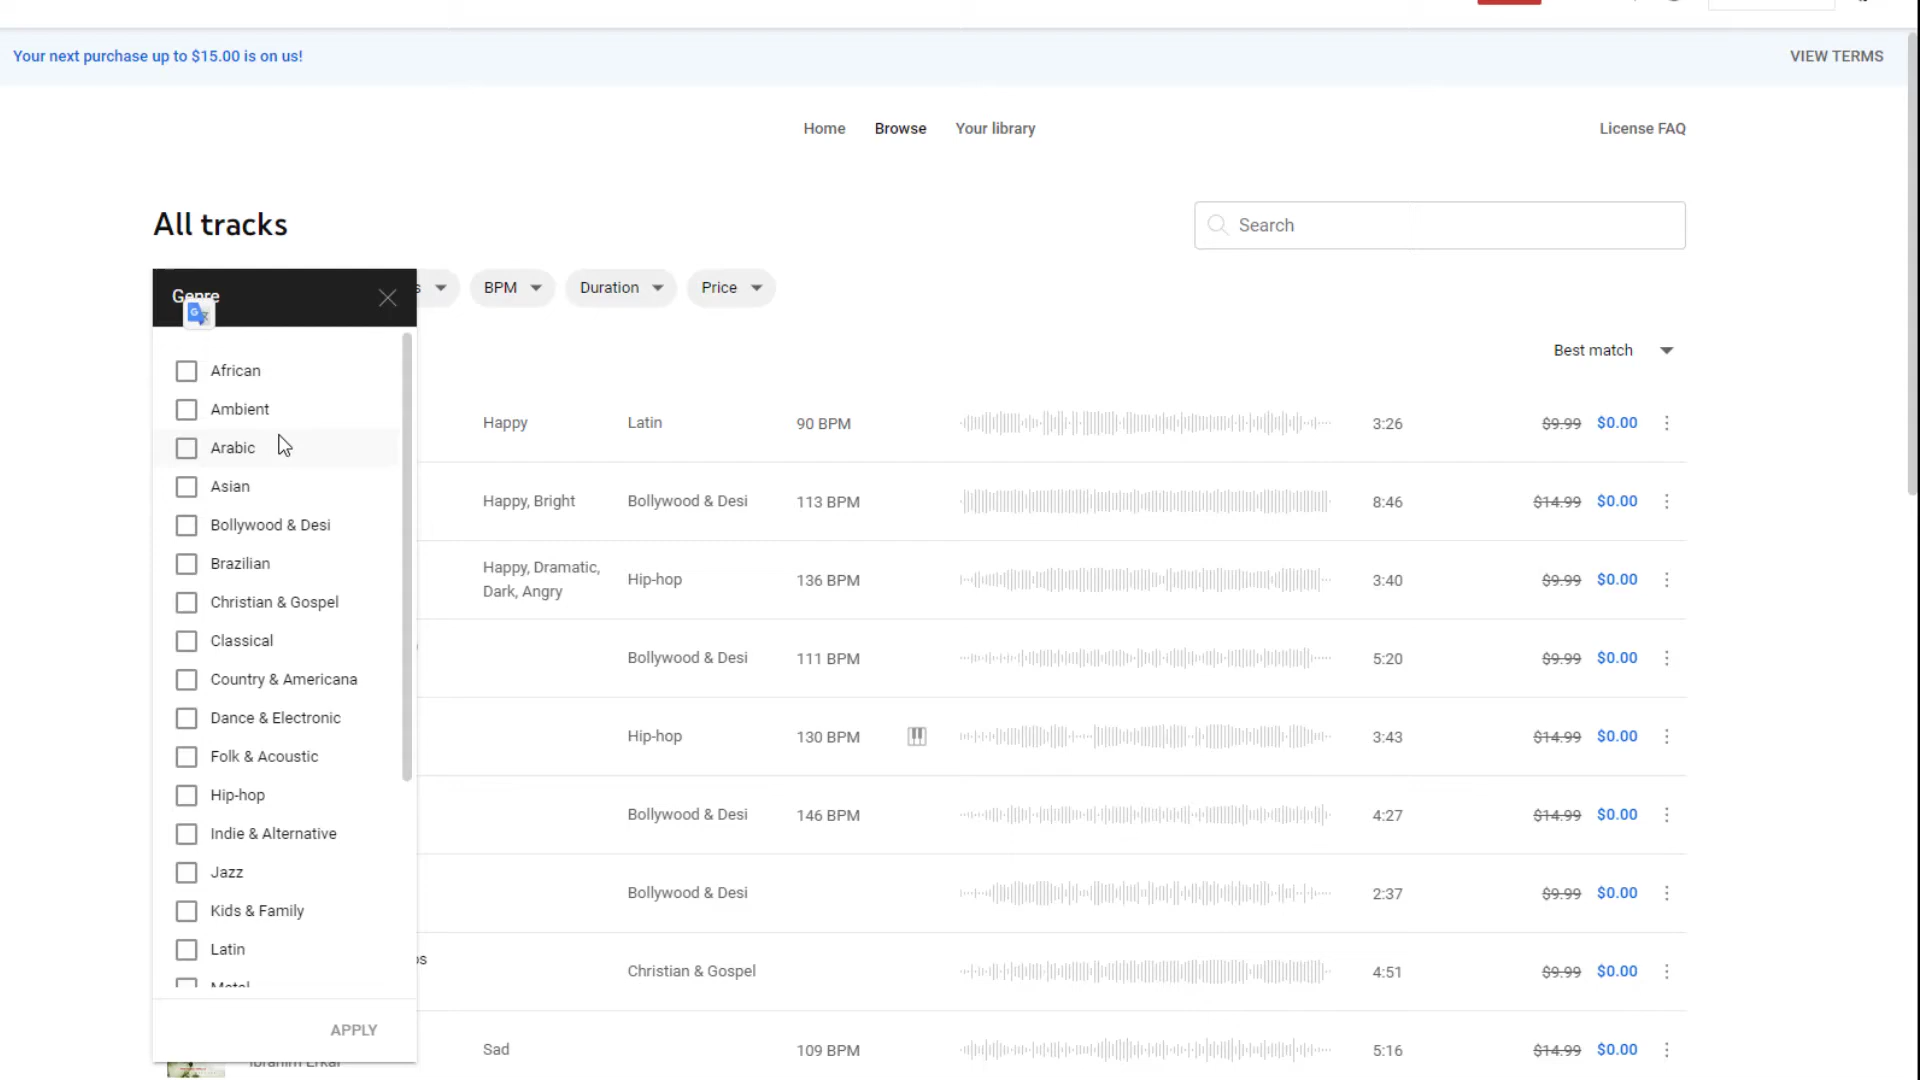 Your next purchase up to $15.00 is on us!
VIEW TERMS
Home
Browse
Your library
License FAQ
All tracks
Search
Genre
s
BPM
Duration
Price
Best match
African
Ambient
Arabic
Asian
Bollywood & Desi
Brazilian
Christian & Gospel
Classical
Country & Americana
Dance & Electronic
Folk & Acoustic
Hip-hop
Indie & Alternative
Jazz
Kids & Family
Latin
Metal
APPLY
Happy
Latin
90 BPM
3:26
$9.99
$0.00
Happy, Bright
Bollywood & Desi
113 BPM
8:46
$14.99
$0.00
Happy, Dramatic,
Dark, Angry
Hip-hop
136 BPM
3:40
$9.99
$0.00
Bollywood & Desi
111 BPM
5:20
$9.99
$0.00
Hip-hop
130 BPM
3:43
$14.99
$0.00
Bollywood & Desi
146 BPM
4:27
$14.99
$0.00
Bollywood & Desi
2:37
$9.99
$0.00
os
Christian & Gospel
4:51
$9.99
$0.00
Ibrahim Erkal
Sad
109 BPM
5:16
$14.99
$0.00